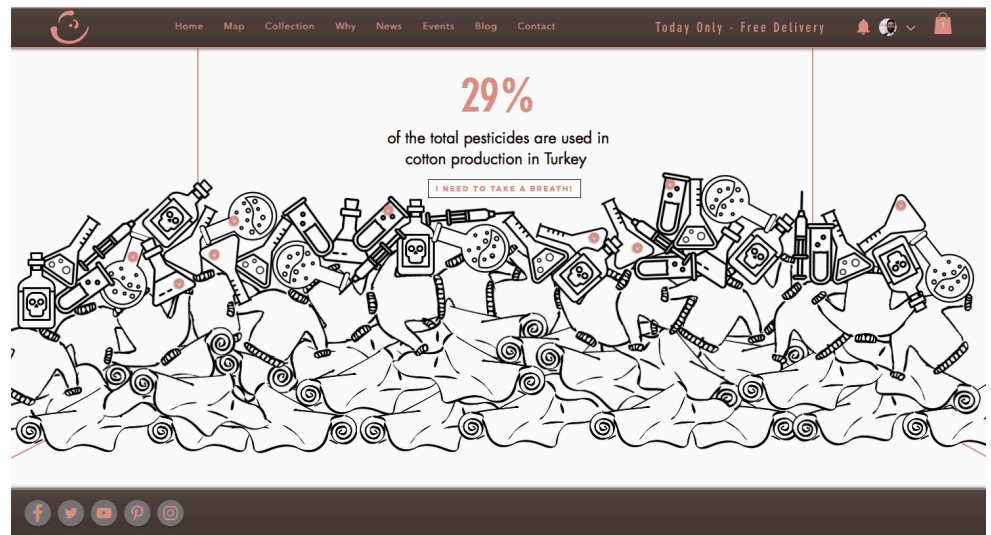 Home Map Collection Why News Events Blog Contact Today Only - Free Delivery 1
29%
of the total pesticides are used in
cotton production in Turkey
I NEED TO TAKE A BREATH!